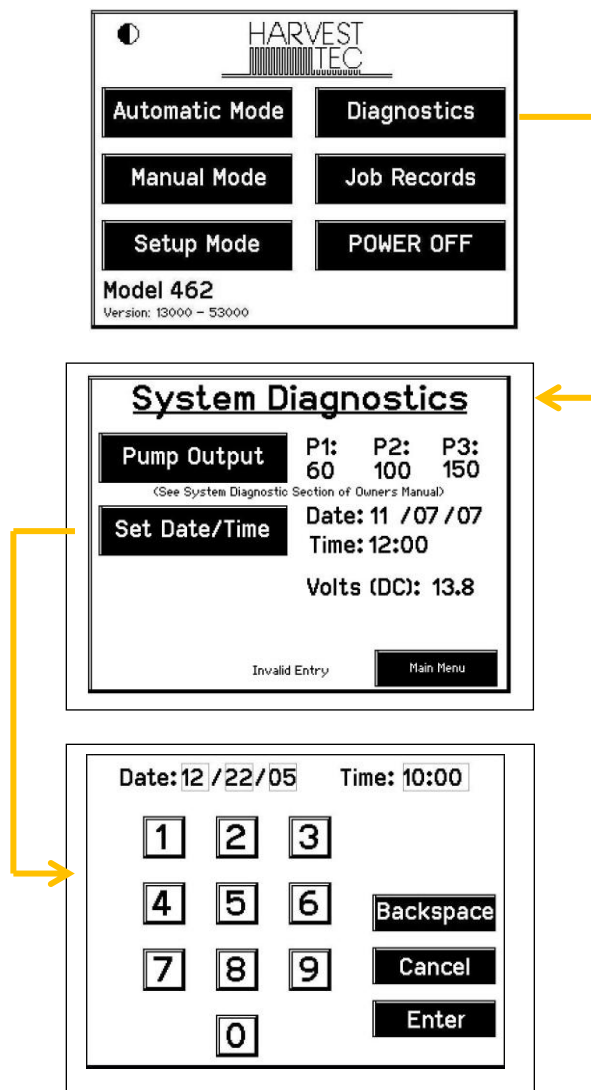 HARVEST
TEC
Automatic Mode
Diagnostics
Manual Mode
Job Records
Setup Mode
POWER OFF
Model 462
Version: 13000 - 53000
System Diagnostics
Pump Output
P1: P2: P3:
60 100 150
(See System Diagnostic Section of Owners Manual)
Set Date/Time
Date: 11 /07 /07
Time: 12:00
Volts (DC): 13.8
Invalid Entry
Main Menu
Date: 12 /22/05 Time: 10:00
1 2 3
4 5 6
Backspace
7 8 9
Cancel
0
Enter